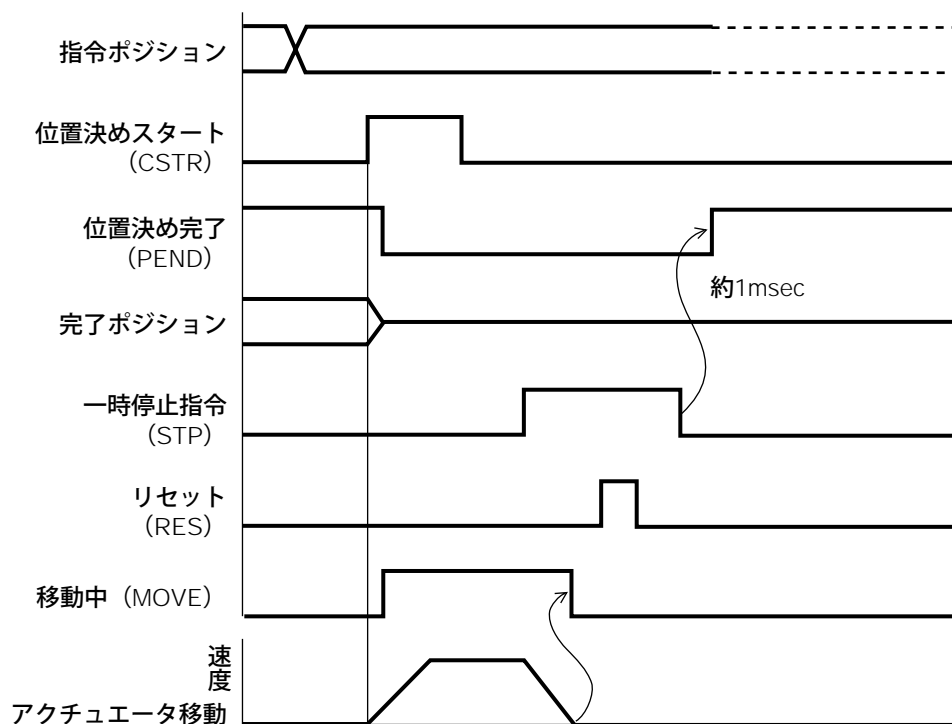 指令ポジション
位置決めスタート
（CSTR）
位置決め完了
（PEND）
約1msec
完了ポジション
一時停止指令
（STP）
リセット
（RES）
移動中（MOVE）
速度
アクチュエータ移動